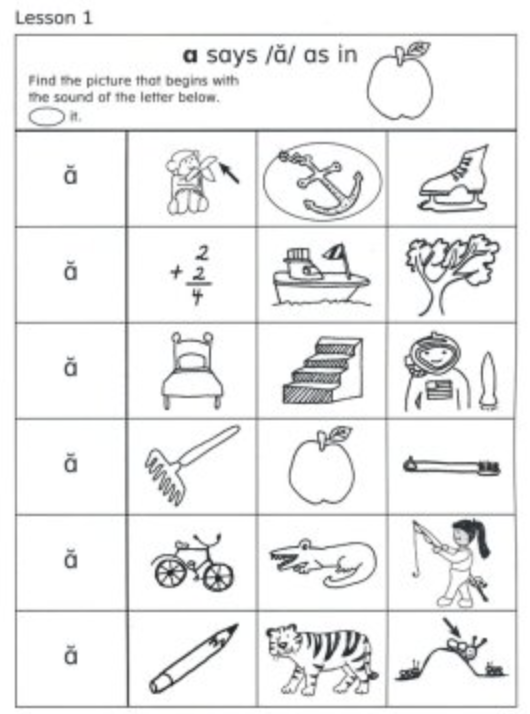 Lesson 1
a says /ă/ as in
Find the picture that begins with
the sound of the letter below.
it.
ă
ă
2
+ 2
4
ă
ă
ă
ă